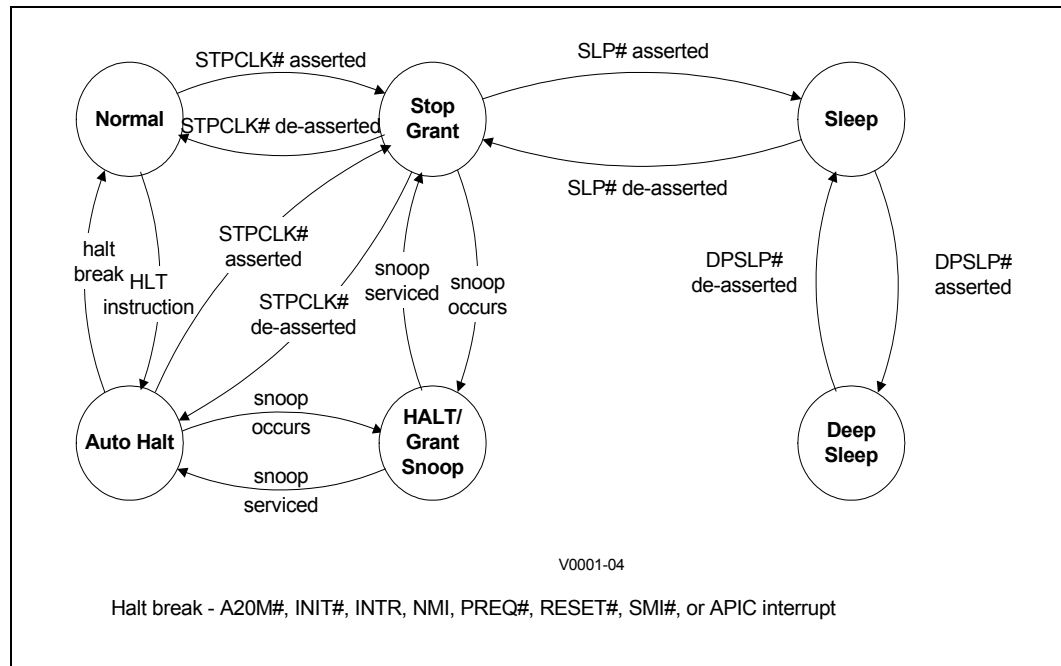 STPCLK# asserted
SLP# asserted
Normal
Stop
Grant
Sleep
STPCLK# de-asserted
SLP# de-asserted
halt
break
HLT
instruction
STPCLK#
asserted
STPCLK#
de-asserted
snoop
serviced
snoop
occurs
DPSLP#
de-asserted
DPSLP#
asserted
Auto Halt
snoop
occurs
snoop
serviced
HALT/
Grant
Snoop
Deep
Sleep
V0001-04
Halt break - A20M#, INIT#, INTR, NMI, PREQ#, RESET#, SMI#, or APIC interrupt